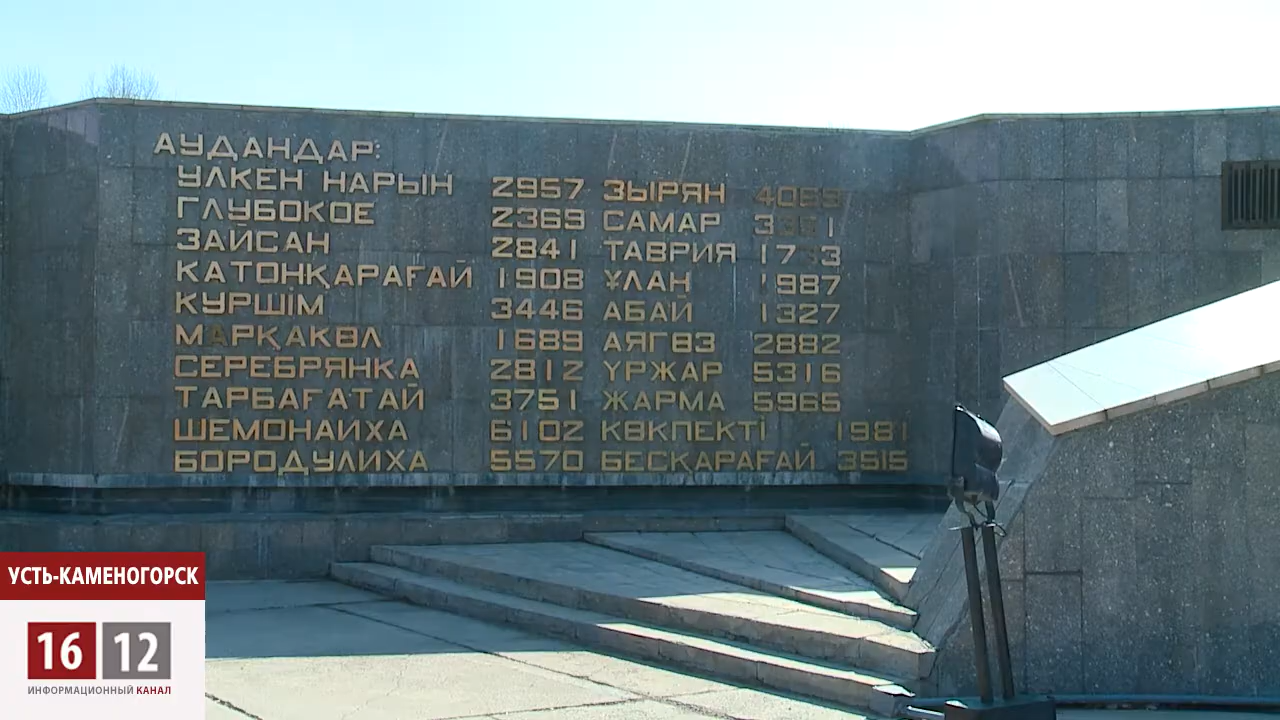 АУДАНДАР:
ҮЛКЕН НАРЫН 2957 ЗЫРЯН 4069
ГЛУБОКОЕ 2369 САМАР
ЗАЙСАН 2841 ТАВРИЯ
КАТОНҚАРАҒАЙ 1908 ҰЛАН 1987
КҮРШІМ 3446 АБАЙ 1327
МАРҚАКӨЛ 1689 АЯГӨЗ 2882
СЕРЕБРЯНКА 2812 ҮРЖАР 5316
ТАРБАҒАТАЙ 3751 ЖАРМА 5965
ШЕМОНАИХА 6102 КӨКПЕКТІ 1981
БОРОДУЛИХА 5570 БЕСҚАРАҒАЙ 3515
УСТЬ-КАМЕНОГОРСК
16 12
ИНФОРМАЦИОННЫЙ КАНАЛ